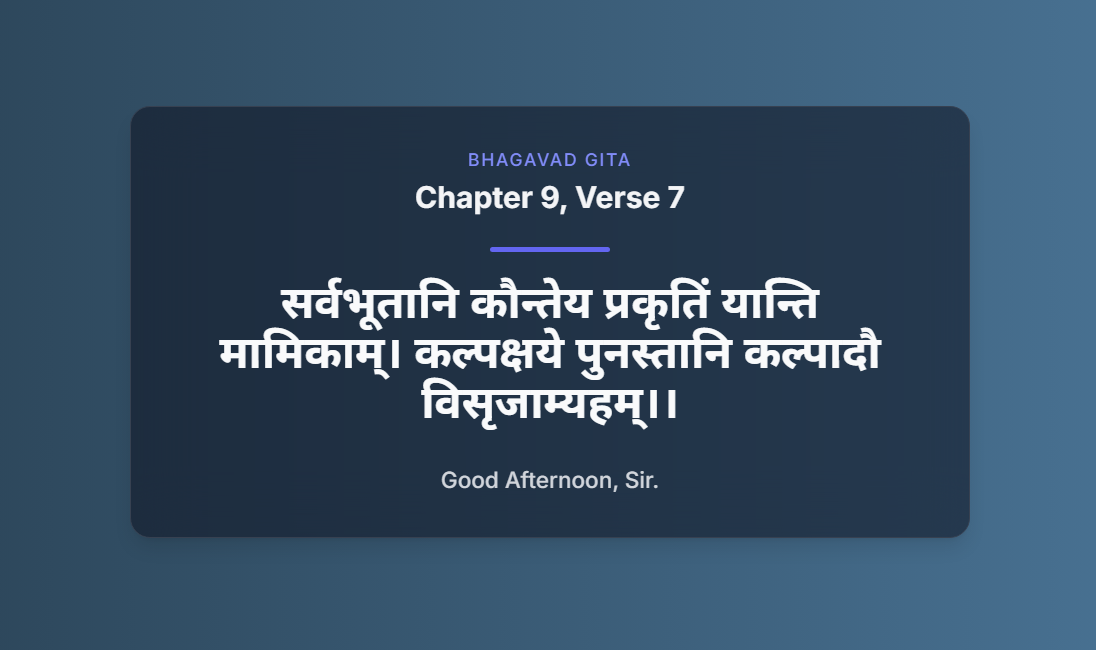 BHAGAVAD GITA
Chapter 9, Verse 7
सर्वभूतानि कौन्तेय प्रकृतिं यान्ति
मामिकाम्। कल्पक्षये पुनस्तानि कल्पादौ
विसृजाम्यहम्।।
Good Afternoon, Sir.